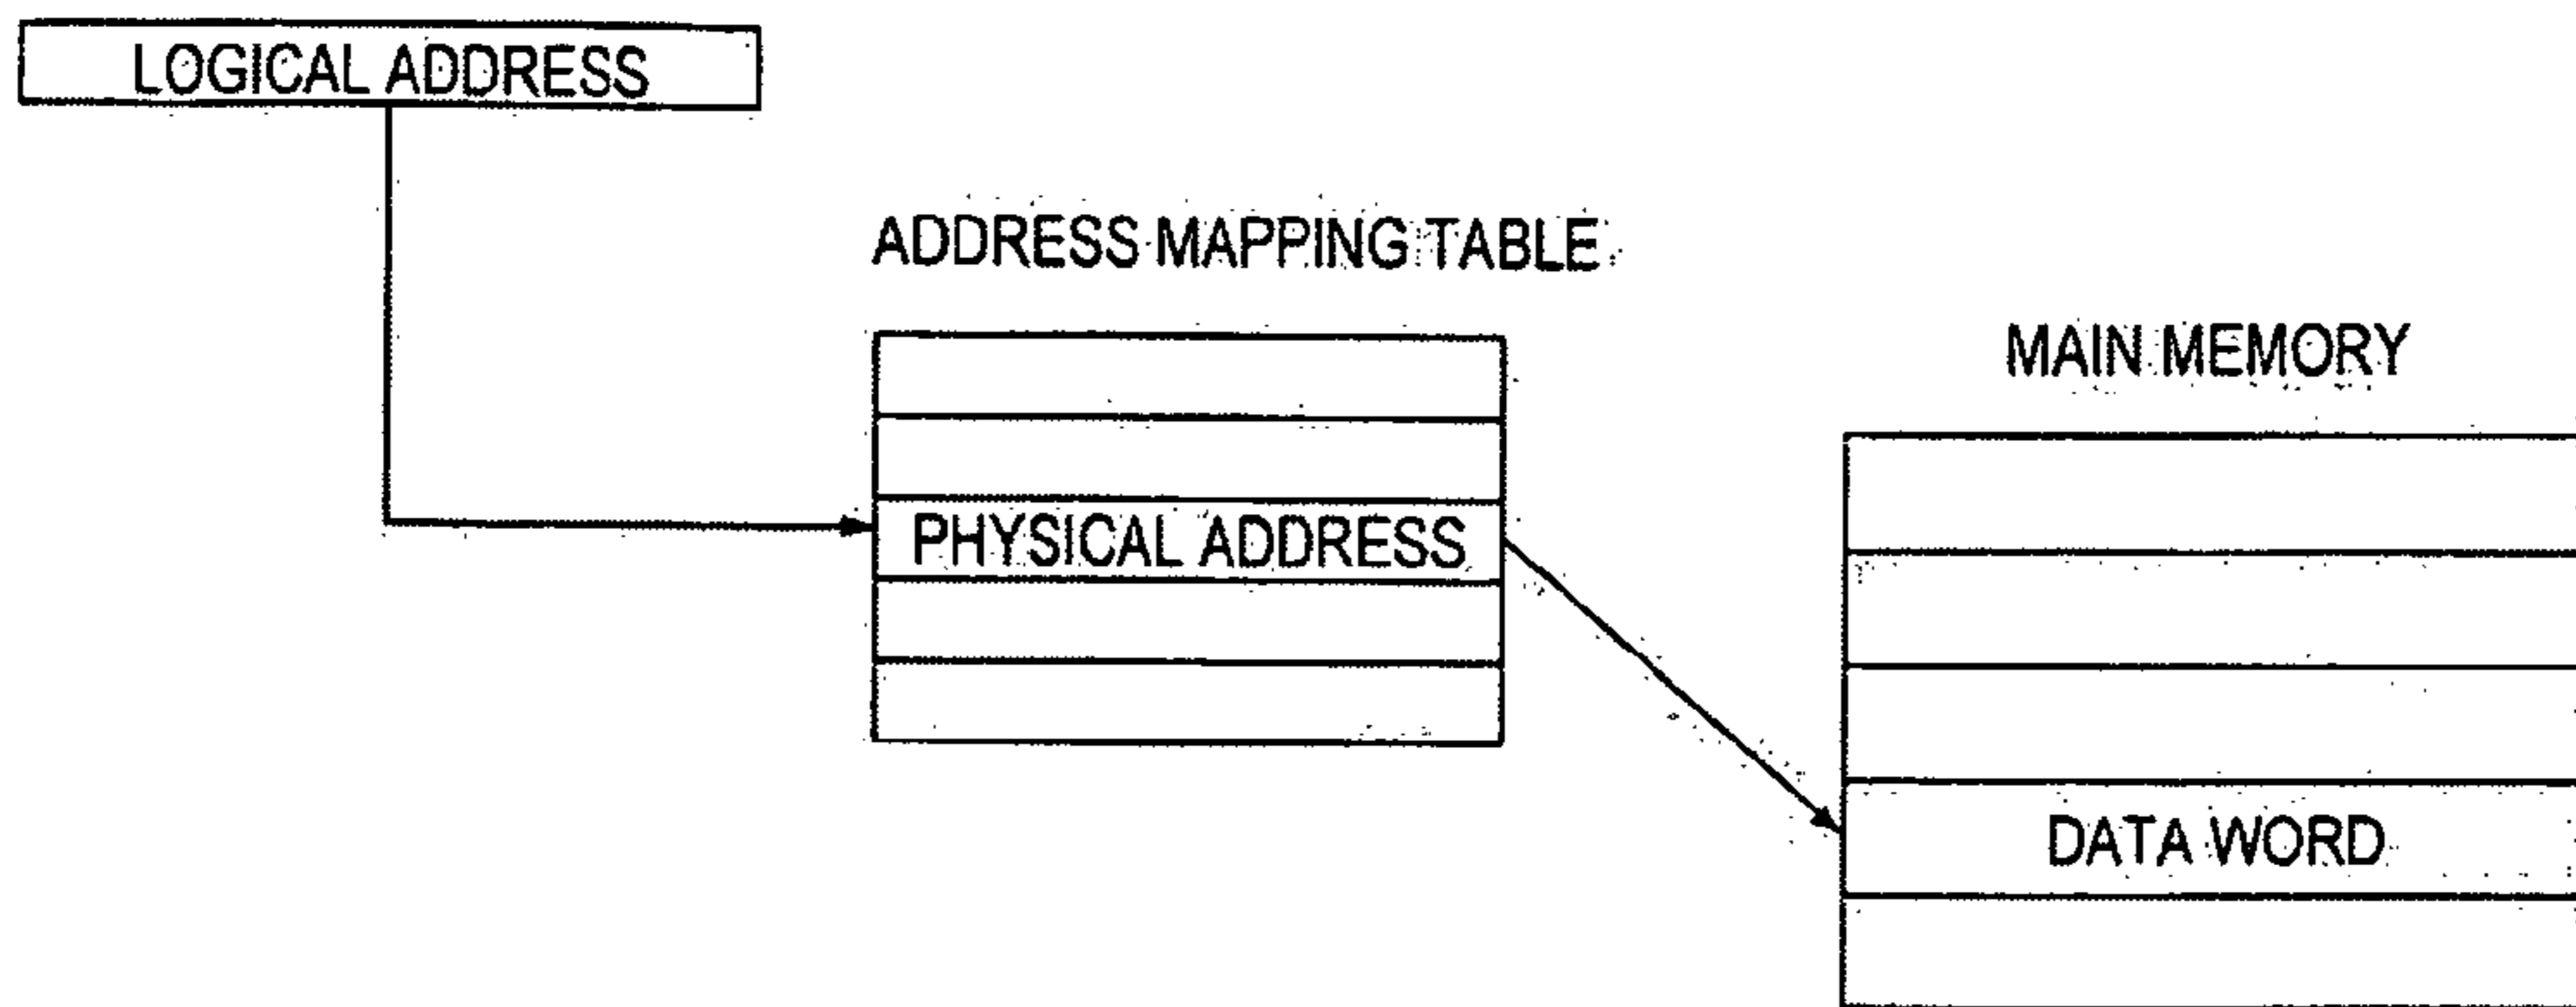 LOGICAL ADDRESS
ADDRESS MAPPING TABLE
MAIN MEMORY
PHYSICAL ADDRESS
DATA WORD